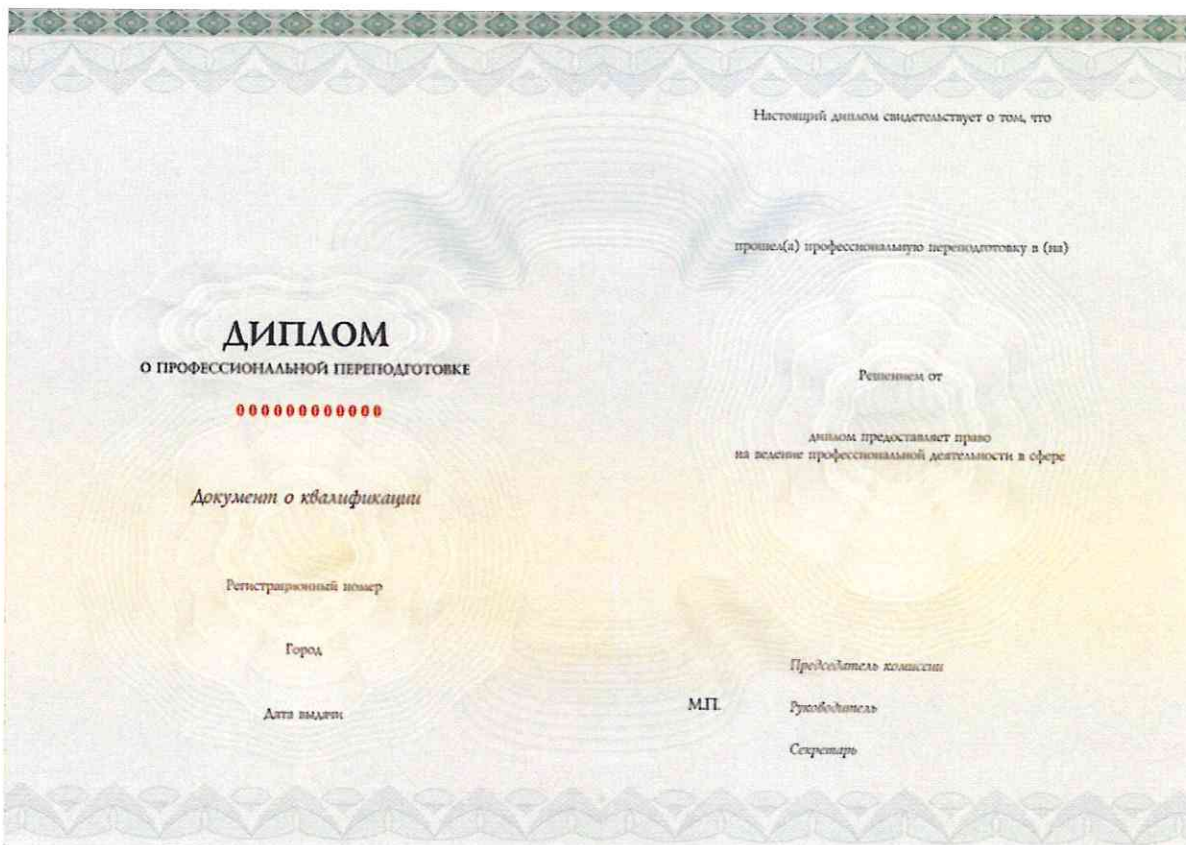 ДИПЛОМ
О ПРОФЕССИОНАЛЬНОЙ ПЕРЕПОДГОТОВКЕ
000000000000
Документ о квалификации
Регистрационный номер
Город
Дата выдачи
Настоящий диплом свидетельствует о том, что
прошел(а) профессиональную переподготовку в (на)
Решением от
диплом предоставляет право
на ведение профессиональной деятельности в сфере
Председатель комиссии
М.П.
Руководитель
Секретарь